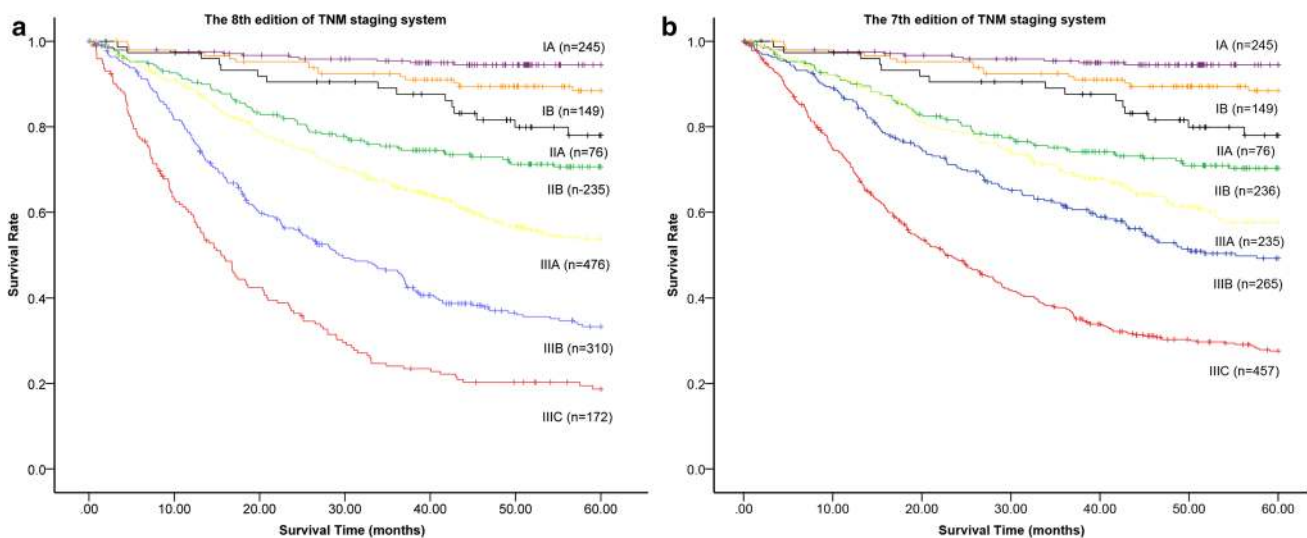 a
The 8th edition of TNM staging system
1.0
0.8
0.6
0.4
0.2
0.0
Survival Rate
IA (n=245)
IB (n=149)
IIA (n=76)
IIB (n-235)
IIIA (n=476)
IIIB (n=310)
IIIC (n=172)
.00 10.00 20.00 30.00 40.00 50.00 60.00
Survival Time (months)
b
The 7th edition of TNM staging system
1.0
0.8
0.6
0.4
0.2
0.0
Survival Rate
IA (n=245)
IB (n=149)
IIA (n=76)
IIB (n=236)
IIIA (n=235)
IIIB (n=265)
IIIC (n=457)
.00 10.00 20.00 30.00 40.00 50.00 60.00
Survival Time (months)